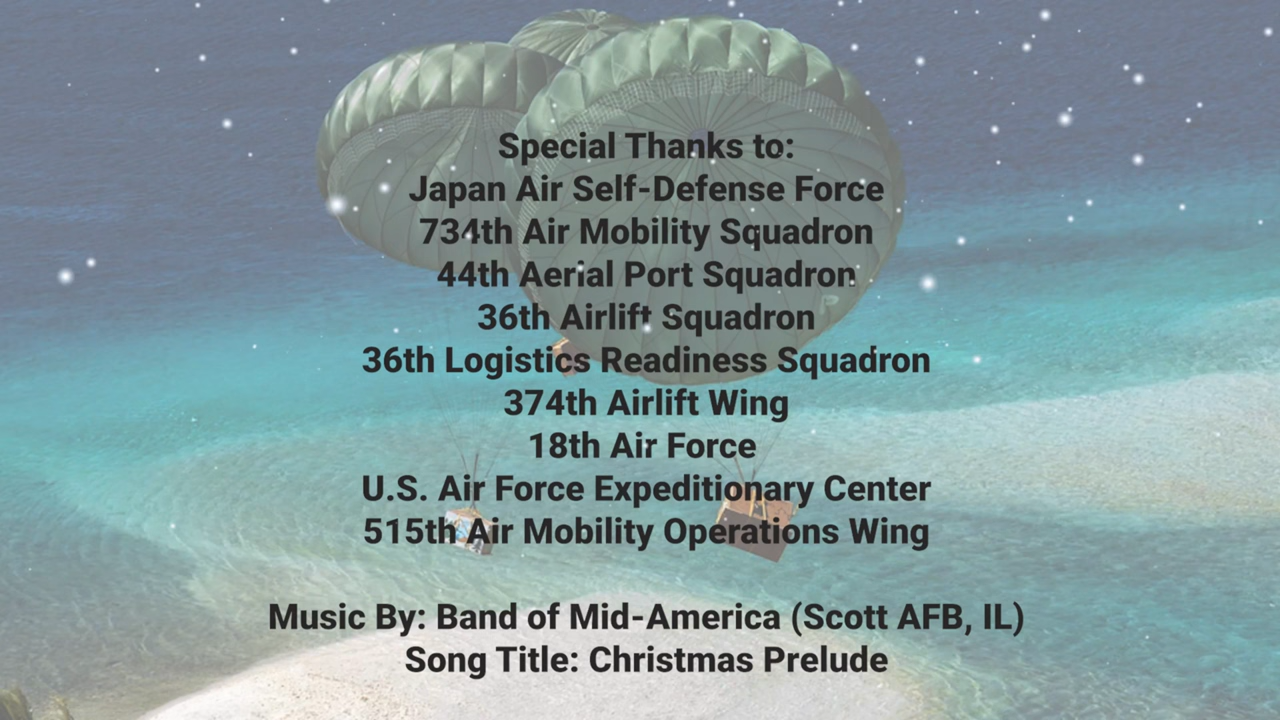 Special Thanks to:
Japan Air Self-Defense Force
734th Air Mobility Squadron
44th Aerial Port Squadron
36th Airlift Squadron
36th Logistics Readiness Squadron
374th Airlift Wing
18th Air Force
U.S. Air Force Expeditionary Center
515th Air Mobility Operations Wing
Music By: Band of Mid-America (Scott AFB, IL)
Song Title: Christmas Prelude